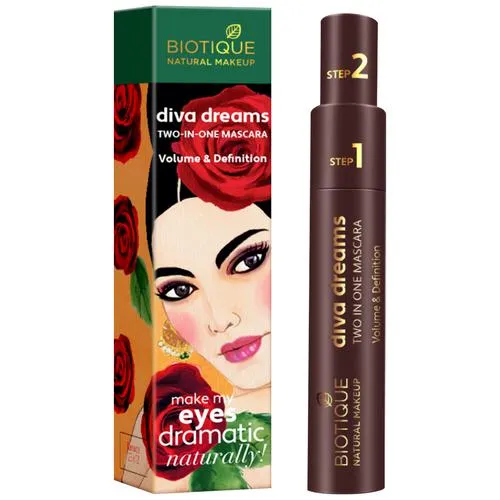 BIOTIQUE
NATURAL MAKEUP
diva dreams
TWO-IN-ONE MASCARA
Volume & Definition
make my
eyes
dramatic
naturally!
STEP 2
STEP 1
diva dreams
TWO IN ONE MASCARA
Volume & Definition
BIOTIQUE
NATURAL MAKEUP